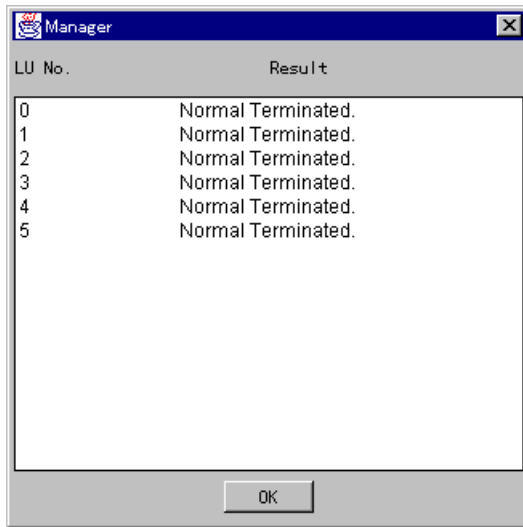 Manager
LU No. Result
0 Normal Terminated.
1 Normal Terminated.
2 Normal Terminated.
3 Normal Terminated.
4 Normal Terminated.
5 Normal Terminated.
OK